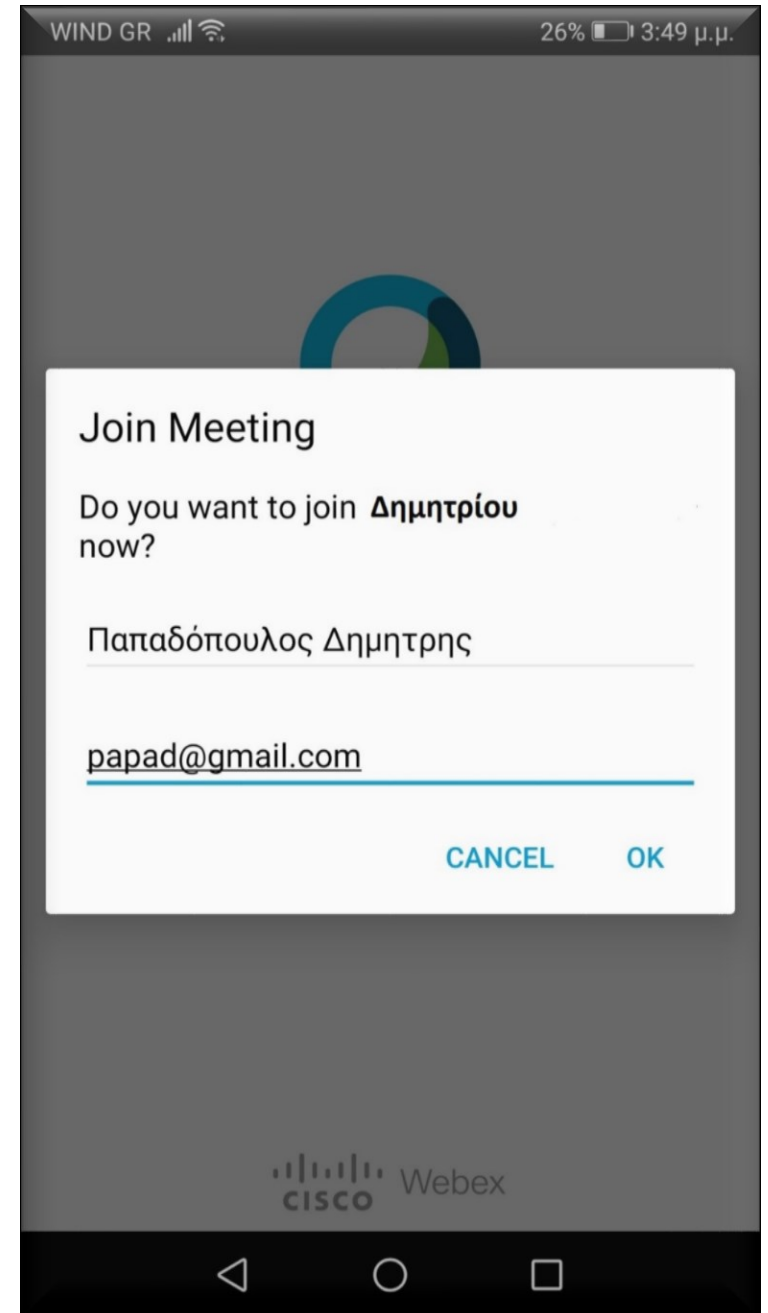 WIND GR 26% 3:49 μ.μ.
Join Meeting
Do you want to join Δημητρίου
now?
Παπαδόπουλος Δημητρης
papad@gmail.com
CANCEL OK
CISCO Webex